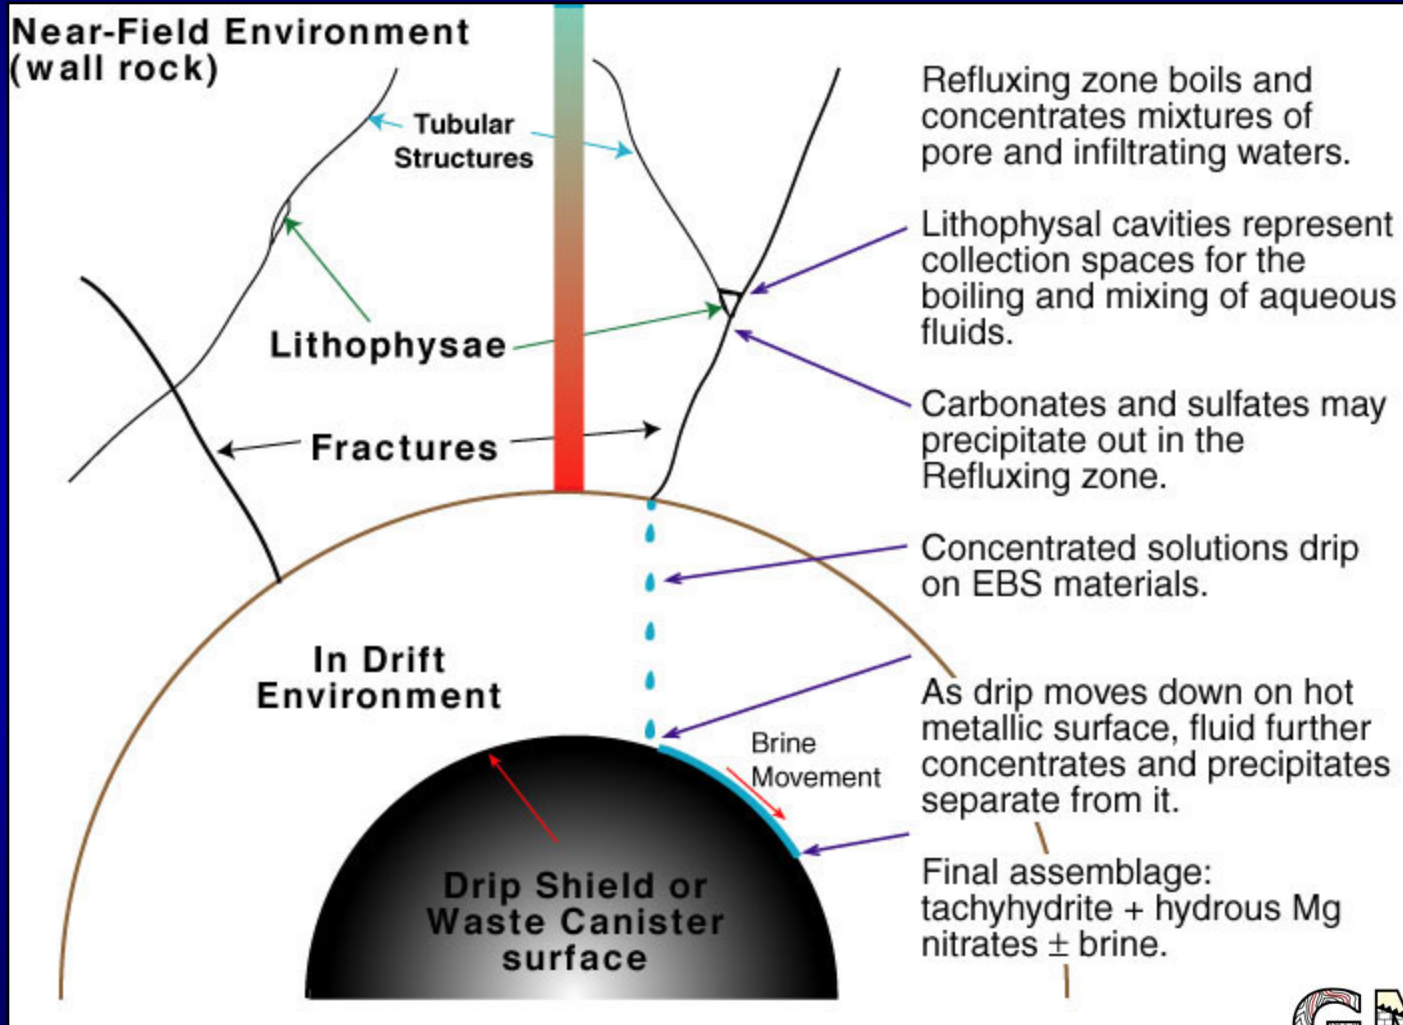 Near-Field Environment
(wall rock)
Tubular
Structures
Lithophysae
Fractures
In Drift
Environment
Brine
Movement
Drip Shield or
Waste Canister
surface
Refluxing zone boils and
concentrates mixtures of
pore and infiltrating waters.
Lithophysal cavities represent
collection spaces for the
boiling and mixing of aqueous
fluids.
Carbonates and sulfates may
precipitate out in the
Refluxing zone.
Concentrated solutions drip
on EBS materials.
As drip moves down on hot
metallic surface, fluid further
concentrates and precipitates
separate from it.
Final assemblage:
tachyhydrite + hydrous Mg
nitrates ± brine.